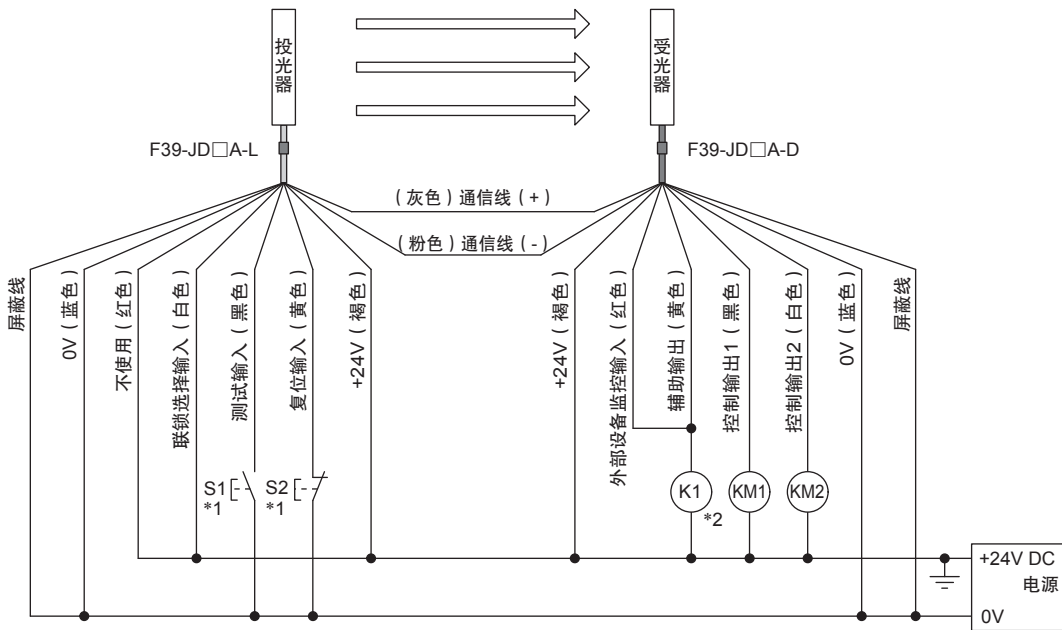 投光器
受光器
F39-JD□A-L
F39-JD□A-D
（灰色）通信线（+）
（粉色）通信线（-）
屏蔽线
0V（蓝色）
不使用（红色）
联锁选择输入（白色）
测试输入（黑色）
复位输入（黄色）
+24V（褐色）
+24V（褐色）
外部设备监控输入（红色）
辅助输出（黄色）
控制输出1（黑色）
控制输出2（白色）
0V（蓝色）
屏蔽线
S1
*1
S2
*1
K1
*2
KM1
KM2
+24V DC
电源
0V